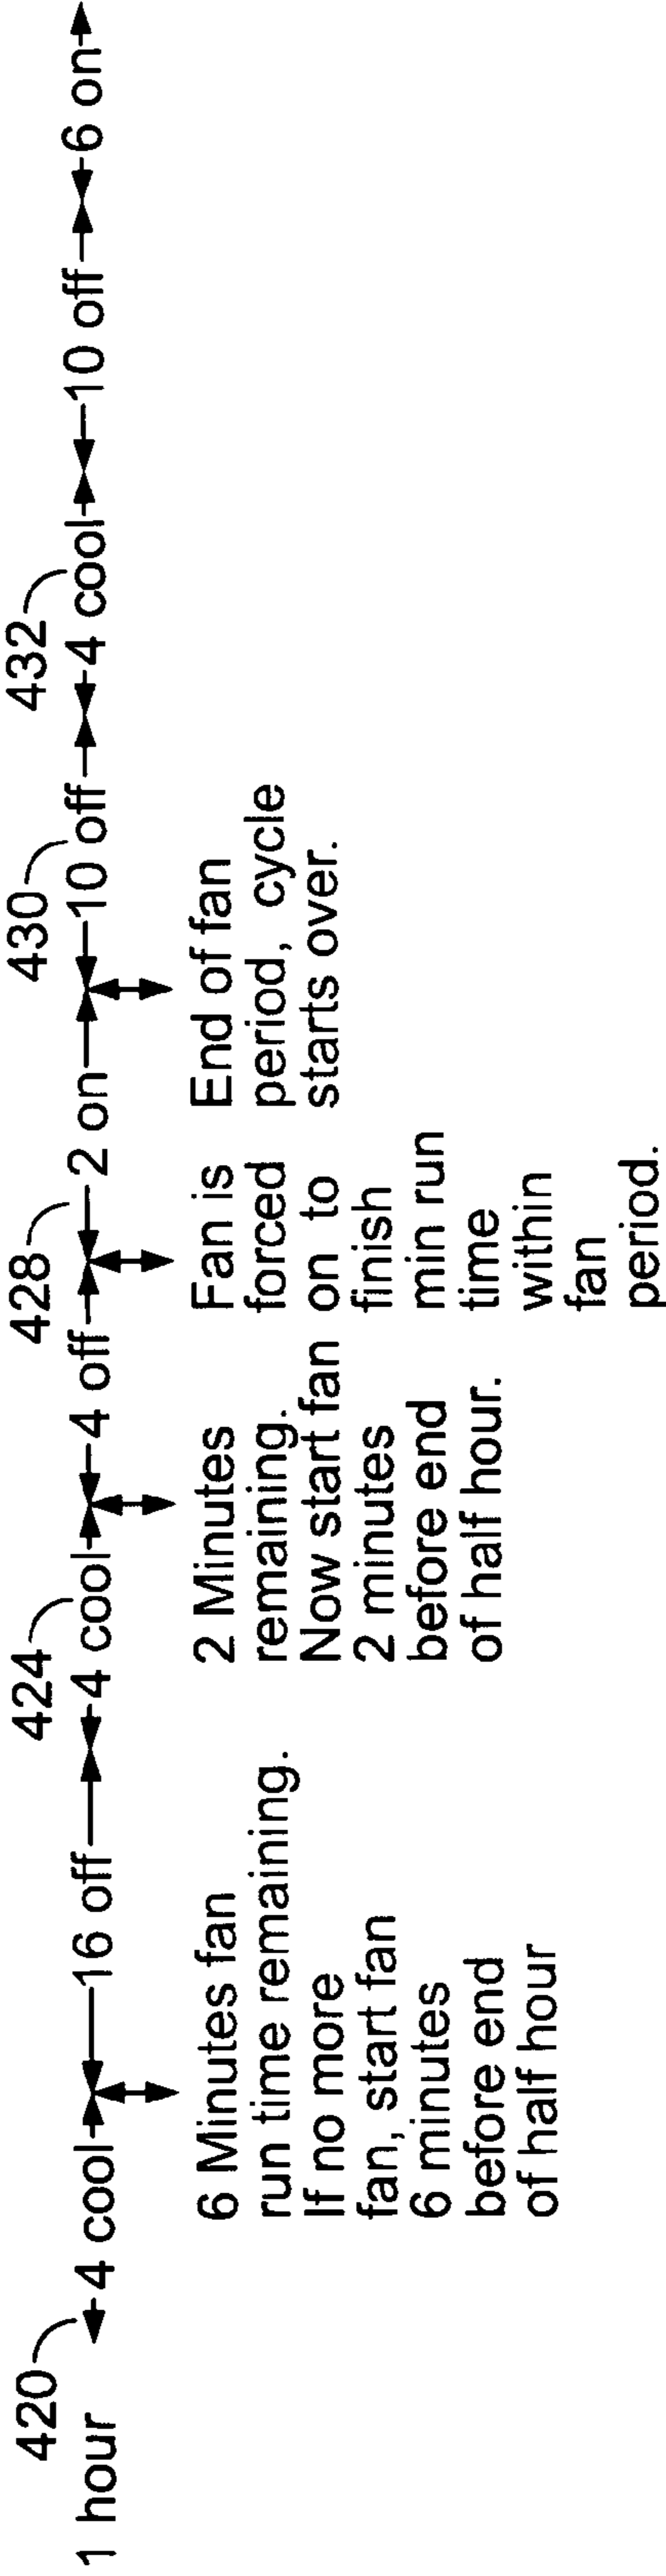 420
424
428
430
432
1 hour 4 cool 16 off 4 cool 4 off 2 on 10 off 4 cool 10 off 6 on
6 Minutes fan
run time remaining.
If no more
fan, start fan
6 minutes
before end
of half hour
2 Minutes
remaining.
Now start fan
2 minutes
before end
of half hour.
Fan is
forced
on to
finish
min run
time
within
fan
period.
End of fan
period, cycle
starts over.